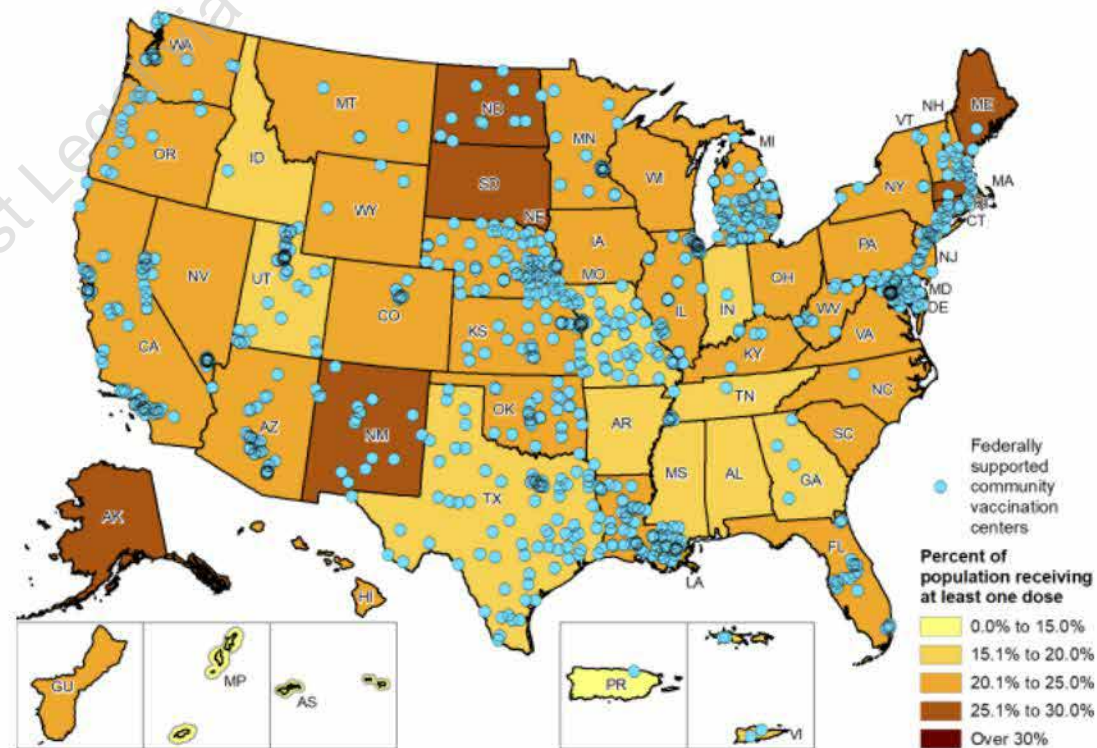 WA
MT
ND
MN
OR
ID
WY
SD
WI
MI
NH
VT
ME
NY
MA
RI
CT
NE
IA
PA
NJ
NV
UT
CO
KS
MO
IL
IN
OH
WV
MD
DE
VA
CA
KY
AZ
NM
OK
AR
TN
NC
SC
TX
MS
AL
GA
LA
FL
AK
HI
GU
MP
AS
PR
VI
Federally
supported
community
vaccination
centers
Percent of
population receiving
at least one dose
0.0% to 15.0%
15.1% to 20.0%
20.1% to 25.0%
25.1% to 30.0%
Over 30%